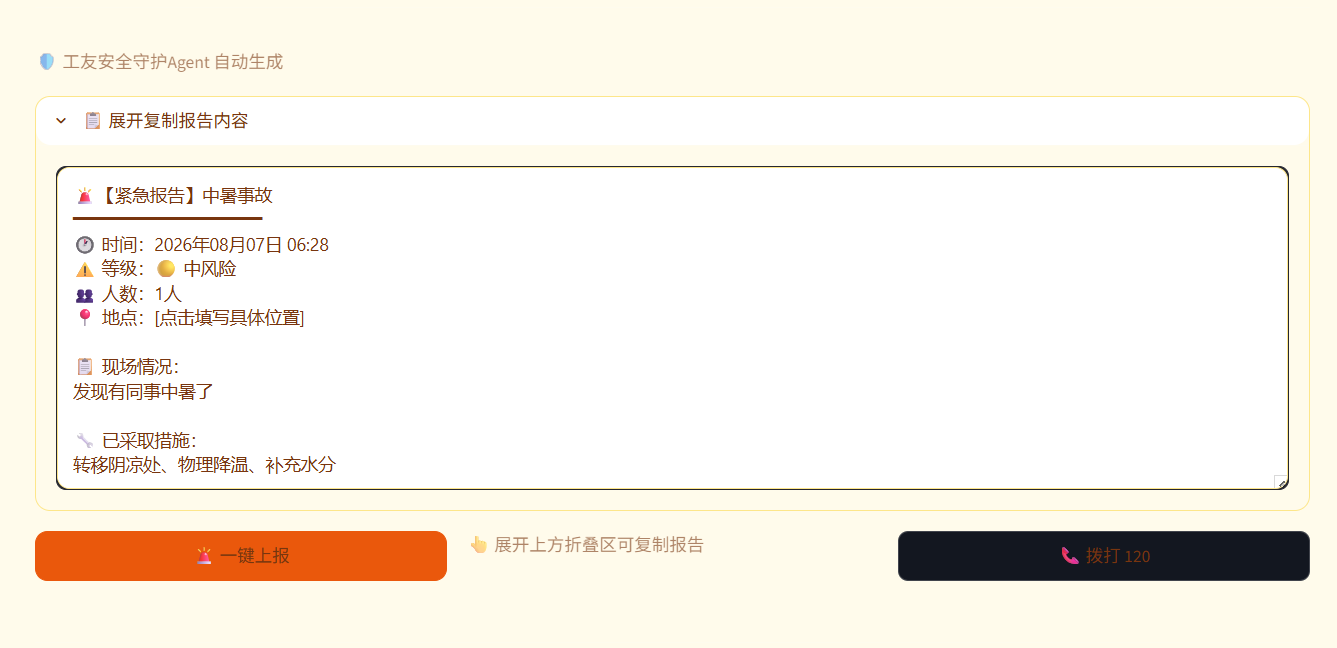 🛡️ 工友安全守护Agent 自动生成
📋 展开复制报告内容
🚨【紧急报告】中暑事故
🕐 时间：2026年08月07日 06:28
⚠️ 等级：🟡 中风险
👥 人数：1人
📍 地点：[点击填写具体位置]
📋 现场情况：
发现有同事中暑了
🔧 已采取措施：
转移阴凉处、物理降温、补充水分
🚨 一键上报
👆 展开上方折叠区可复制报告
📞 拨打 120